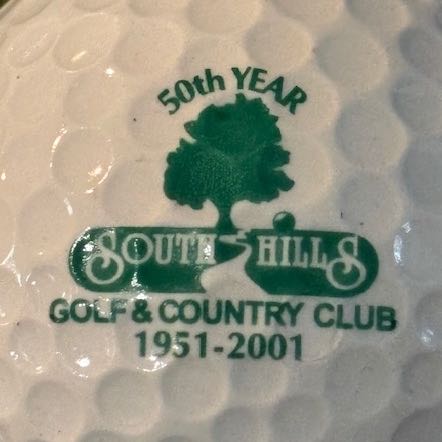 50th YEAR
SOUTH HILLS
GOLF & COUNTRY CLUB
1951-2001